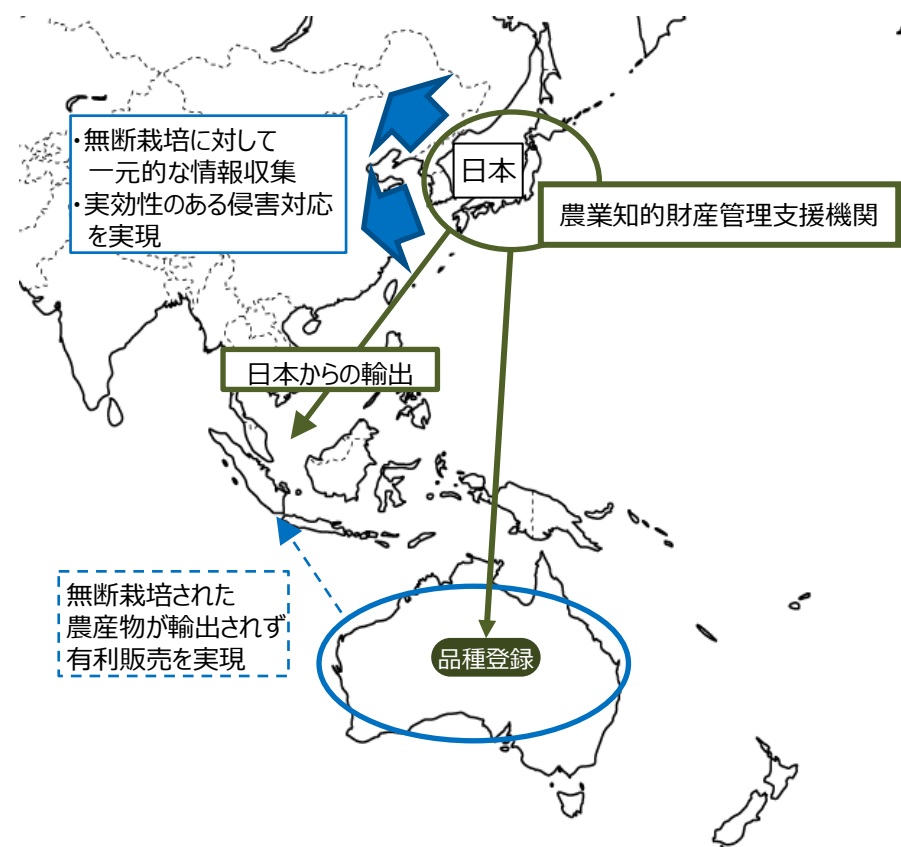 ・無断栽培に対して
一元的な情報収集
・実効性のある侵害対応
を実現
日本
農業知的財産管理支援機関
日本からの輸出
無断栽培された
農産物が輸出されず
有利販売を実現
品種登録